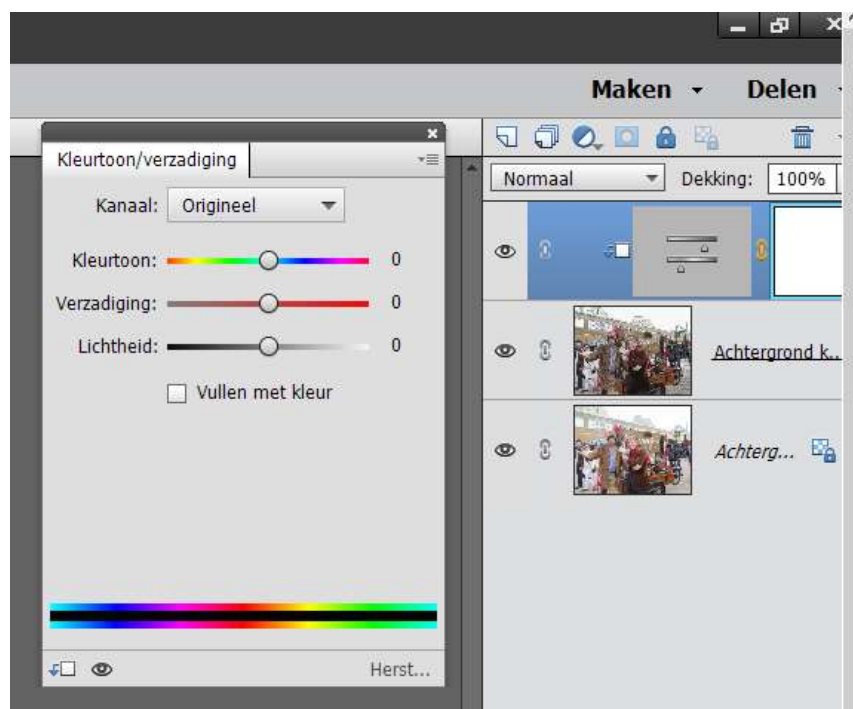 Maken Delen
Kleurtoon/verzadiging
Kanaal: Origineel
Kleurtoon: 0
Verzadiging: 0
Lichtheid: 0
Vullen met kleur
Herst...
Normaal Dekking: 100%
Achtergrond k...
Achterg...